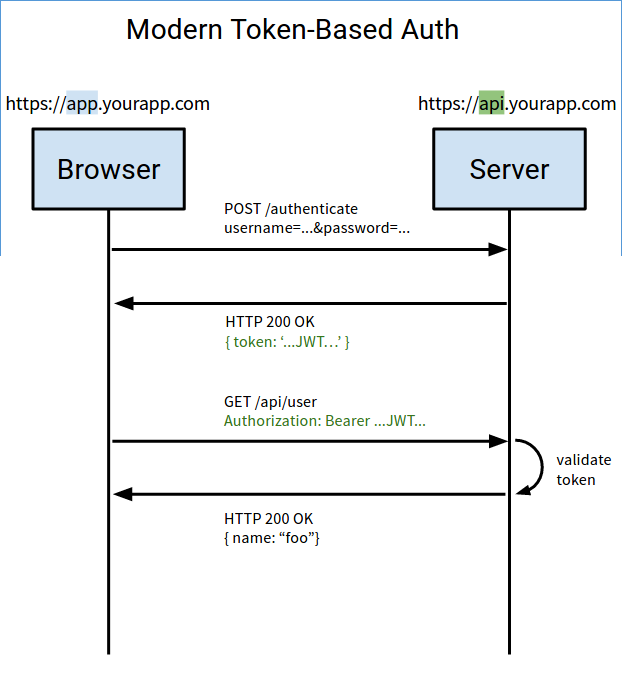 Modern Token-Based Auth
https://app.yourapp.com
https://api.yourapp.com
Browser
Server
POST /authenticate
username=...&password=...
HTTP 200 OK
{ token: ‘...JWT…’ }
GET /api/user
Authorization: Bearer ...JWT...
validate
token
HTTP 200 OK
{ name: “foo”}